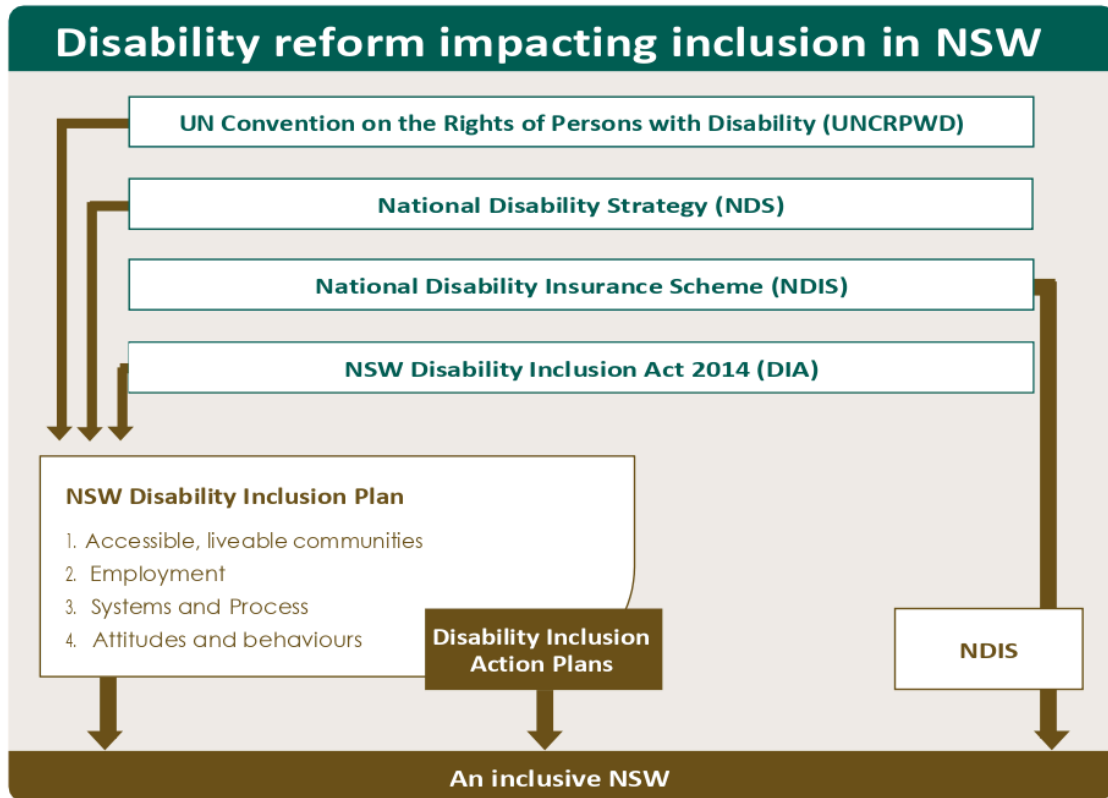 Disability reform impacting inclusion in NSW
UN Convention on the Rights of Persons with Disability (UNCRPWD)
National Disability Strategy (NDS)
National Disability Insurance Scheme (NDIS)
NSW Disability Inclusion Act 2014 (DIA)
NSW Disability Inclusion Plan
1. Accessible, liveable communities
2. Employment
3. Systems and Process
4. Attitudes and behaviours
Disability Inclusion
Action Plans
NDIS
An inclusive NSW